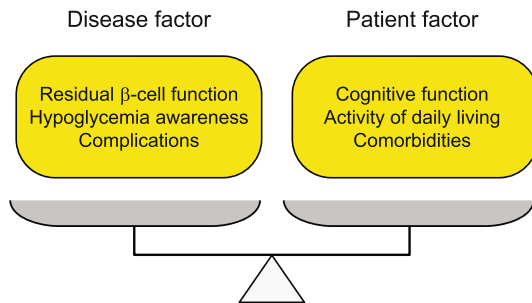 Disease factor
Residual β-cell function
Hypoglycemia awareness
Complications
Patient factor
Cognitive function
Activity of daily living
Comorbidities